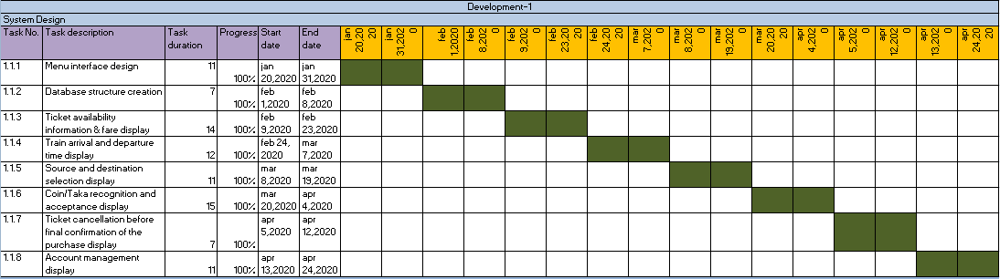 Development-1
System Design
Task No. Task description Task duration Progress Start date End date jan 20,2020 jan 31,2020 feb 1,2020 feb 8,2020 feb 9,2020 feb 23,2020 feb 24,2020 mar 7,2020 mar 8,2020 mar 19,2020 mar 20,2020 apr 4,2020 apr 5,2020 apr 12,2020 apr 13,2020 apr 24,2020
1.1.1 Menu interface design 11 100% jan 20,2020 jan 31,2020
1.1.2 Database structure creation 7 100% feb 1,2020 feb 8,2020
1.1.3 Ticket availability information & fare display 14 100% feb 9,2020 feb 23,2020
1.1.4 Train arrival and departure time display 12 100% feb 24, 2020 mar 7,2020
1.1.5 Source and destination selection display 11 100% mar 8,2020 mar 19,2020
1.1.6 Coin/Taka recognition and acceptance display 15 100% mar 20,2020 apr 4,2020
1.1.7 Ticket cancellation before final confirmation of the purchase display 7 100% apr 5,2020 apr 12,2020
1.1.8 Account management display 11 100% apr 13,2020 apr 24,2020